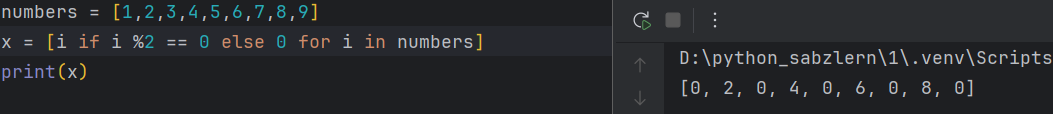 numbers = [1,2,3,4,5,6,7,8,9]
x = [i if i %2 == 0 else 0 for i in numbers]
print(x)
D:\python_sabzlern\1\.venv\Scripts
[0, 2, 0, 4, 0, 6, 0, 8, 0]